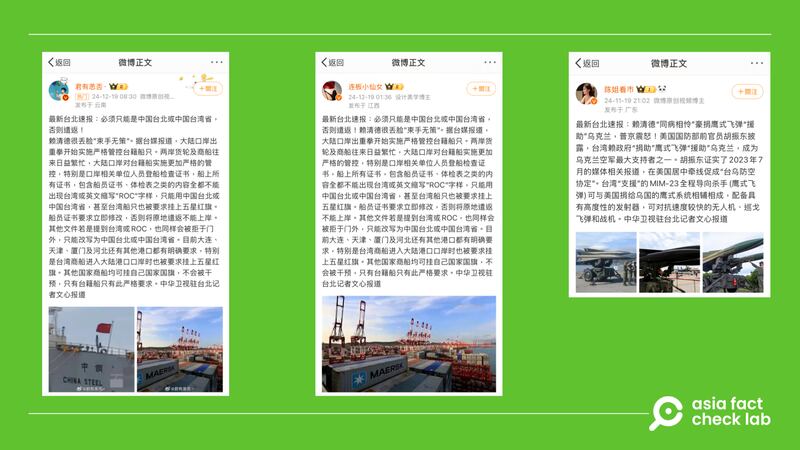 返回
微博正文
君有恙否
24-12-19 08:30 微博原创视…
发布于 云南
+关注
最新台北速报：必须只能是中国台北或中国台湾省，
否则遣返！
赖清德很丢脸“束手无策”。据台媒报道，大陆口岸出
重拳开始实施严格管控台籍船只。两岸货轮及商船往
来日益繁忙，大陆口岸对台籍船实施更加严格的管
控，特别是口岸相关单位人员登船检查证书，船上所
有证书，包含船员证书、体检表之类的内容全都不能
出现台湾或英文缩写“ROC”字样，只能用中国台北或
中国台湾省，甚至台湾船只也被要求挂上五星红旗。
船员证书要求立即修改，否则将原地遣返不能上岸。
其他文件若是提到台湾或ROC，也同样会被拒于门
外，只能改写为中国台北或中国台湾省。目前大连、
天津、厦门及河北还有其他港口都有明确要求，特别
是台湾商船进入大陆港口口岸时也被要求挂上五星红
旗。其他国家商船均可挂自己国家国旗，不会被干
预，只有台籍船只有此严格要求。中华卫视驻台北记
者文心报道
中钢
CHINA STEEL
MAERSK
返回
微博正文
连板小仙女
24-12-19 01:36 设计美学博主
发布于 江西
+关注
最新台北速报：必须只能是中国台北或中国台湾省，
否则遣返！赖清德很丢脸“束手无策”。据台媒报道，
大陆口岸出重拳开始实施严格管控台籍船只。两岸货
轮及商船往来日益繁忙，大陆口岸对台籍船实施更加
严格的管控，特别是口岸相关单位人员登船检查证
书，船上所有证书，包含船员证书、体检表之类的内
容全都不能出现台湾或英文缩写“ROC”字样，只能用
中国台北或中国台湾省，甚至台湾船只也被要求挂上
五星红旗。船员证书要求立即修改，否则将原地遣返
不能上岸。其他文件若是提到台湾或ROC，也同样会
被拒于门外，只能改写为中国台北或中国台湾省。目
前大连、天津、厦门及河北还有其他港口都有明确要
求，特别是台湾商船进入大陆港口口岸时也被要求挂
上五星红旗。其他国家商船均可挂自己国家国旗，不
会被干预，只有台籍船只有此严格要求。中华卫视驻
台北记者文心报道
MAERSK
返回
微博正文
陈姐看市
24-11-19 21:02 微博原创视频博主
发布于 广东
+关注
最新台北速报：赖清德“同病相怜”豪捐鹰式飞弹“援
助”乌克兰，普京震怒！美国国防部前官员胡振东披
露，台湾赖政府“捐助”鹰式飞弹“援助”乌克兰，成为
乌克兰空军最大支持者之一。胡振东证实了2023年7
月的媒体相关报道，在美国居中牵线促成“台乌防空
协定”。台湾“支援”的 MIM-23全程导向杀手(鹰式飞
弹)可与美国捐给乌国的鹰式系统相辅相成，配备具
有高度性的发射器，可对抗速度较快的无人机，巡弋
飞弹和战机。中华卫视驻台北记者文心报道
asia fact
check lab